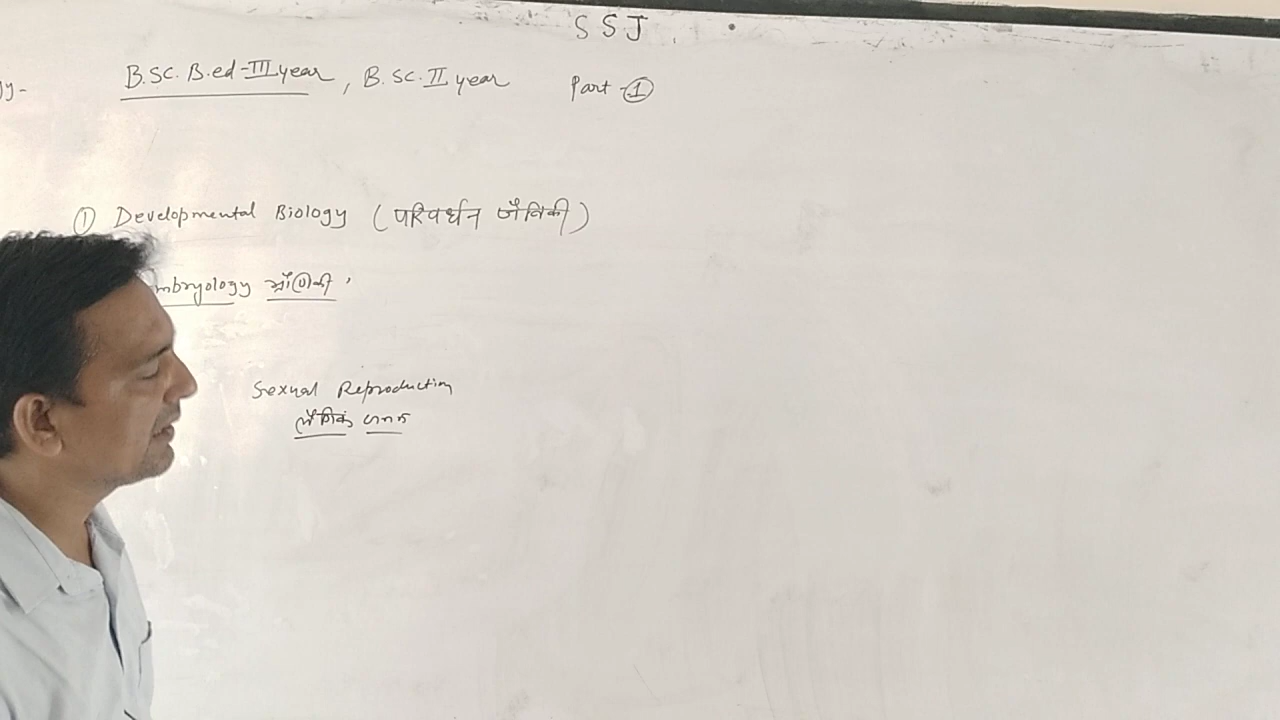 SSJ
B.Sc. B.ed-III year, B.Sc. II year Part-①
① Developmental Biology (परिवर्धन जैविकी)
mbryology भ्रौणिकी
Sexual Reproduction
लैंगिक जनन